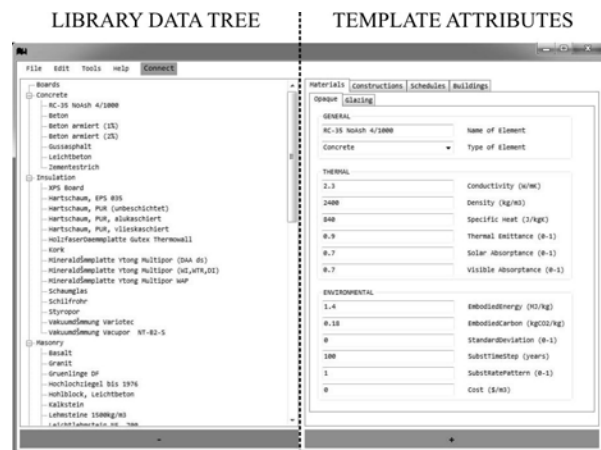 LIBRARY DATA TREE
TEMPLATE ATTRIBUTES
File Edit Tools Help Connect
Boards
Concrete
RC-35 NoAsh 4/1000
Beton
Beton armiert (1%)
Beton armiert (2%)
Gussasphalt
Leichtbeton
Zementestrich
Insulation
XPS Board
Hartschaum, EPS 035
Hartschaum, PUR (unbeschichtet)
Hartschaum, PUR, alukaschiert
Hartschaum, PUR, vlieskaschiert
HolzfaserDaemmplatte Gutex Thermowall
Kork
MineraldŠmmplatte Ytong Multipor (DAA ds)
MineraldŠmmplatte Ytong Multipor (WI,WTR,DI)
MineraldŠmmplatte Ytong Multipor WAP
Schaumglas
Schilfrohr
Styropor
VakuumdŠmmung Variotec
VakuumdŠmmung Vacupor NT-B2-S
Masonry
Basalt
Granit
Gruenlinge DF
Hochlochziegel bis 1976
Hohlblock, Leichtbeton
Kalkstein
Lehmsteine 1500kg/m3
-
Materials Constructions Schedules Buildings
Opaque Glazing
GENERAL
RC-35 NoAsh 4/1000 Name of Element
Concrete Type of Element
THERMAL
2.3 Conductivity (W/mK)
2400 Density (kg/m3)
840 Specific Heat (J/kgK)
0.9 Thermal Emittance (0-1)
0.7 Solar Absorptance (0-1)
0.7 Visible Absorptance (0-1)
ENVIRONMENTAL
1.4 EmbodiedEnergy (MJ/kg)
0.18 EmbodiedCarbon (kgCO2/kg)
0 StandardDeviation (0-1)
100 SubstTimeStep (years)
1 SubstRatePattern (0-1)
0 Cost ($/m3)
+